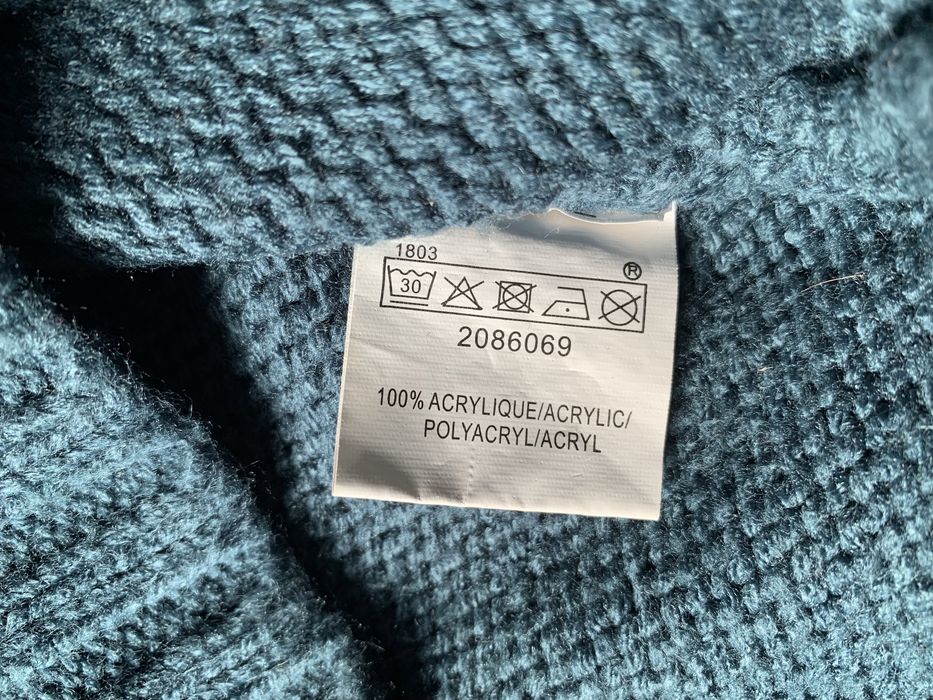 1803
®
30
2086069
100% ACRYLIQUE/ACRYLIC/
POLYACRYL/ACRYL